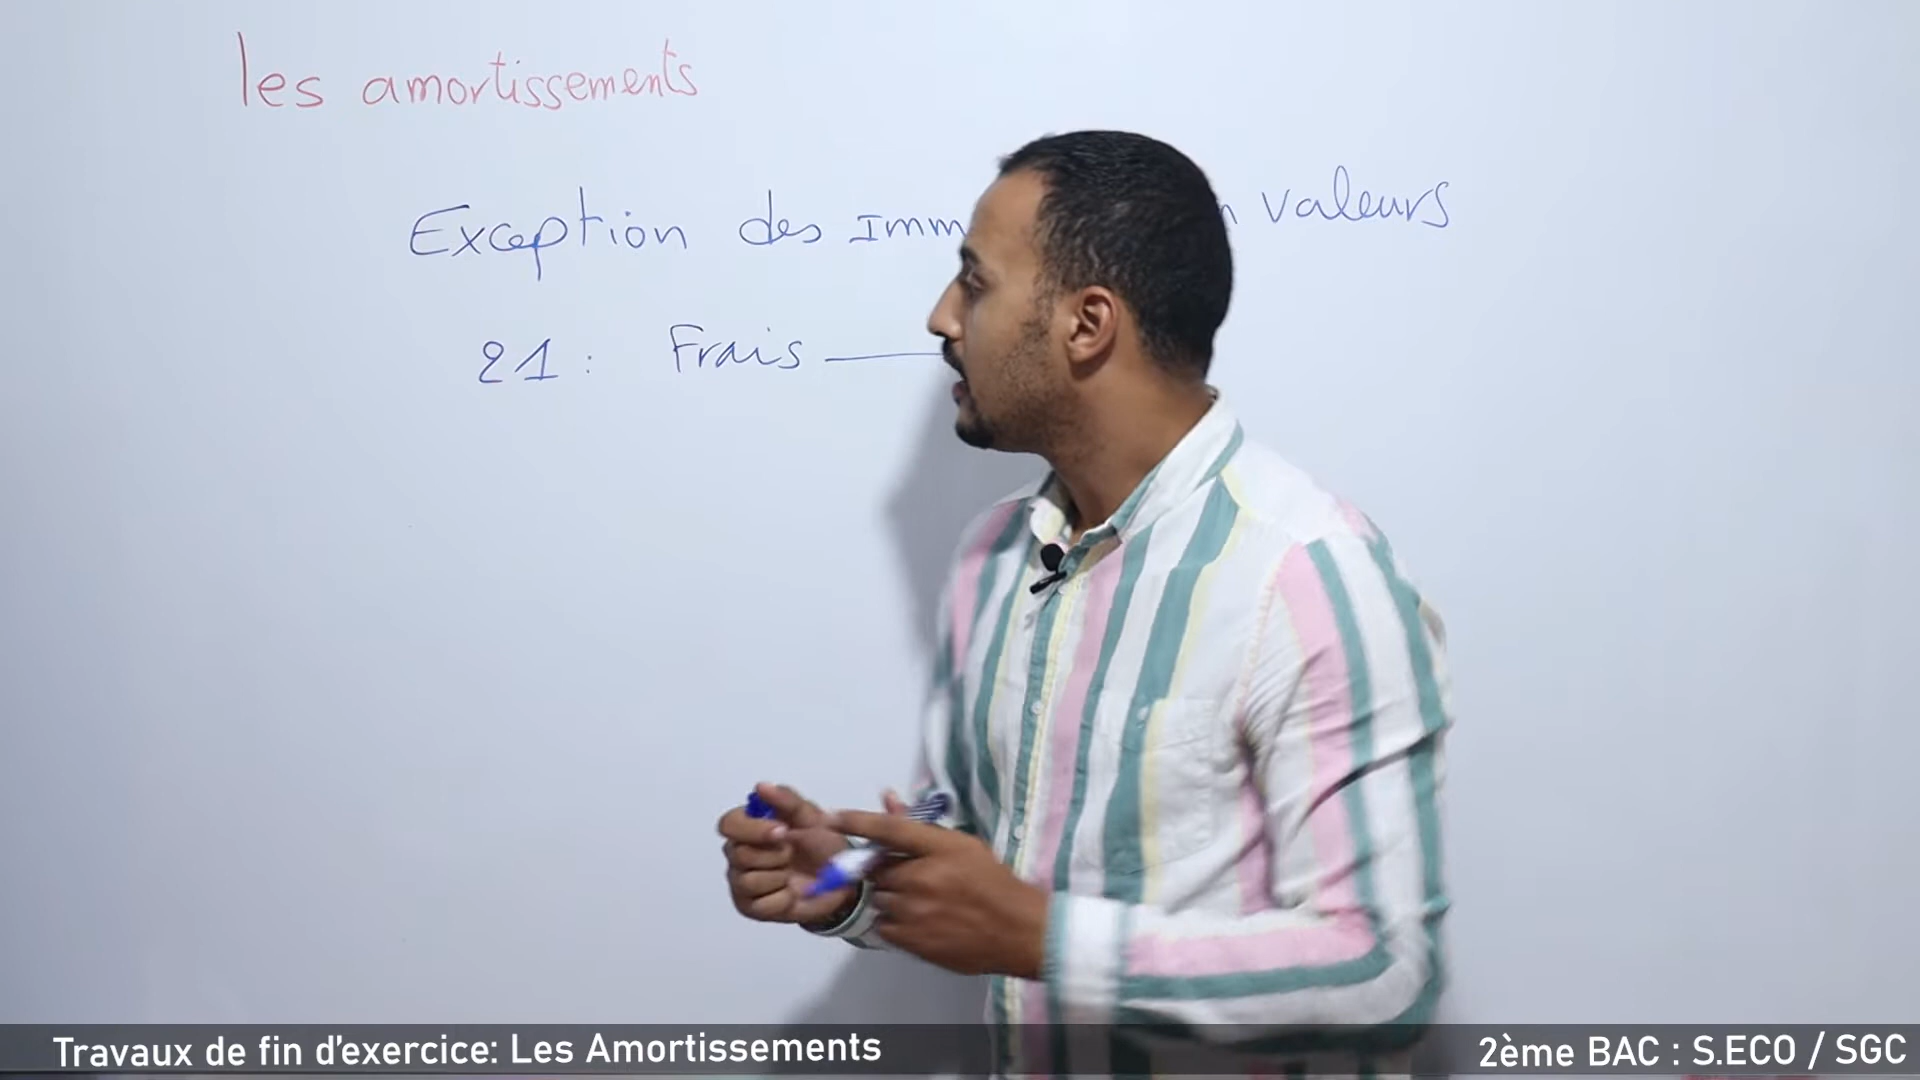 les amortissements
Exception des Imm valeurs
21 : Frais
Travaux de fin d'exercice: Les Amortissements
2ème BAC : S.ECO / SGC